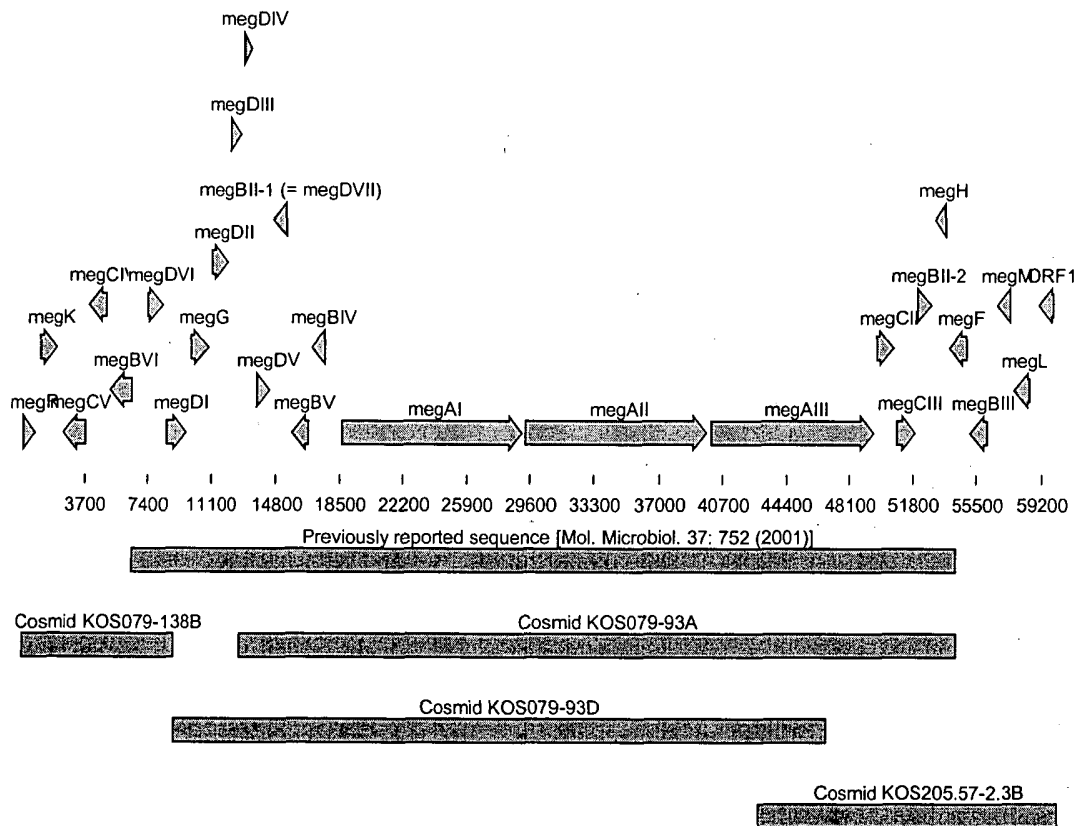 megDIV
megDIII
megBII-1 (= megDVII)
megH
megDII
megCIV megDVI
megBII-2
megM ORF1
megK
megG
megBIV
megCII
megF
megBVI
megDV
megL
megR megCV
megDI
megBV
megAI
megAII
megAIII
megCIII
megBIII
3700 7400 11100 14800 18500 22200 25900 29600 33300 37000 40700 44400 48100 51800 55500 59200
Previously reported sequence [Mol. Microbiol. 37: 752 (2001)]
Cosmid KOS079-138B
Cosmid KOS079-93A
Cosmid KOS079-93D
Cosmid KOS205.57-2.3B